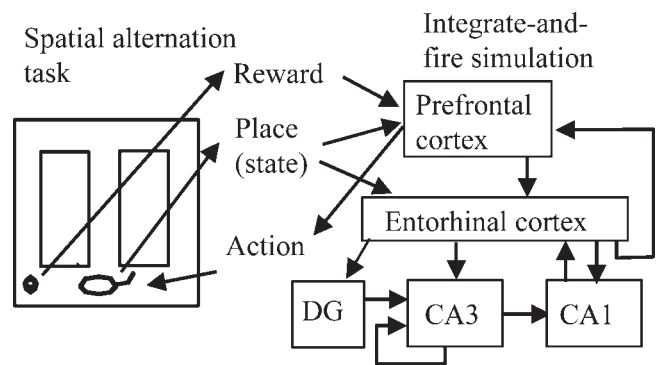 Spatial alternation
task
Reward
Place
(state)
Action
Integrate-and-
fire simulation
Prefrontal
cortex
Entorhinal cortex
DG
CA3
CA1